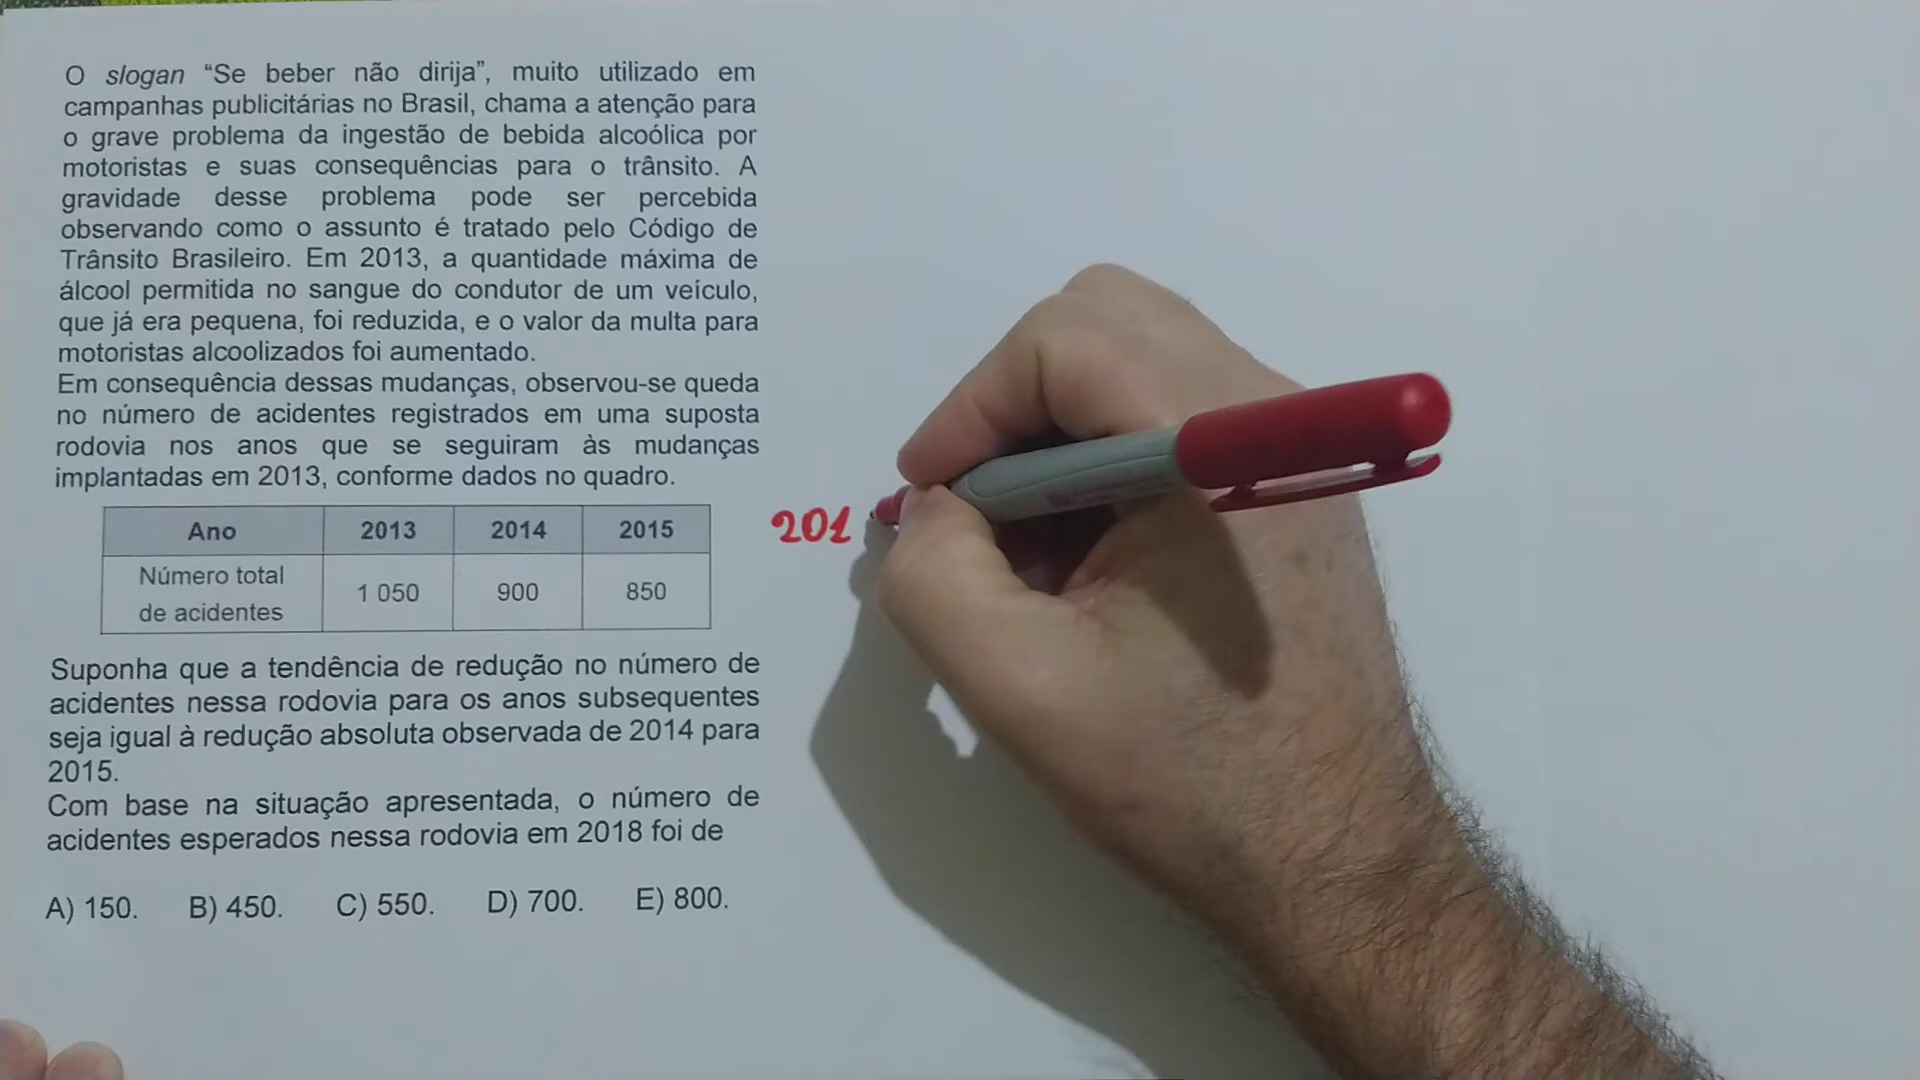 O slogan “Se beber não dirija”, muito utilizado em
campanhas publicitárias no Brasil, chama a atenção para
o grave problema da ingestão de bebida alcoólica por
motoristas e suas consequências para o trânsito. A
gravidade desse problema pode ser percebida
observando como o assunto é tratado pelo Código de
Trânsito Brasileiro. Em 2013, a quantidade máxima de
álcool permitida no sangue do condutor de um veículo,
que já era pequena, foi reduzida, e o valor da multa para
motoristas alcoolizados foi aumentado.
Em consequência dessas mudanças, observou-se queda
no número de acidentes registrados em uma suposta
rodovia nos anos que se seguiram às mudanças
implantadas em 2013, conforme dados no quadro.
Ano 2013 2014 2015
Número total de acidentes 1 050 900 850
201
Suponha que a tendência de redução no número de
acidentes nessa rodovia para os anos subsequentes
seja igual à redução absoluta observada de 2014 para
2015.
Com base na situação apresentada, o número de
acidentes esperados nessa rodovia em 2018 foi de
A) 150. B) 450. C) 550. D) 700. E) 800.